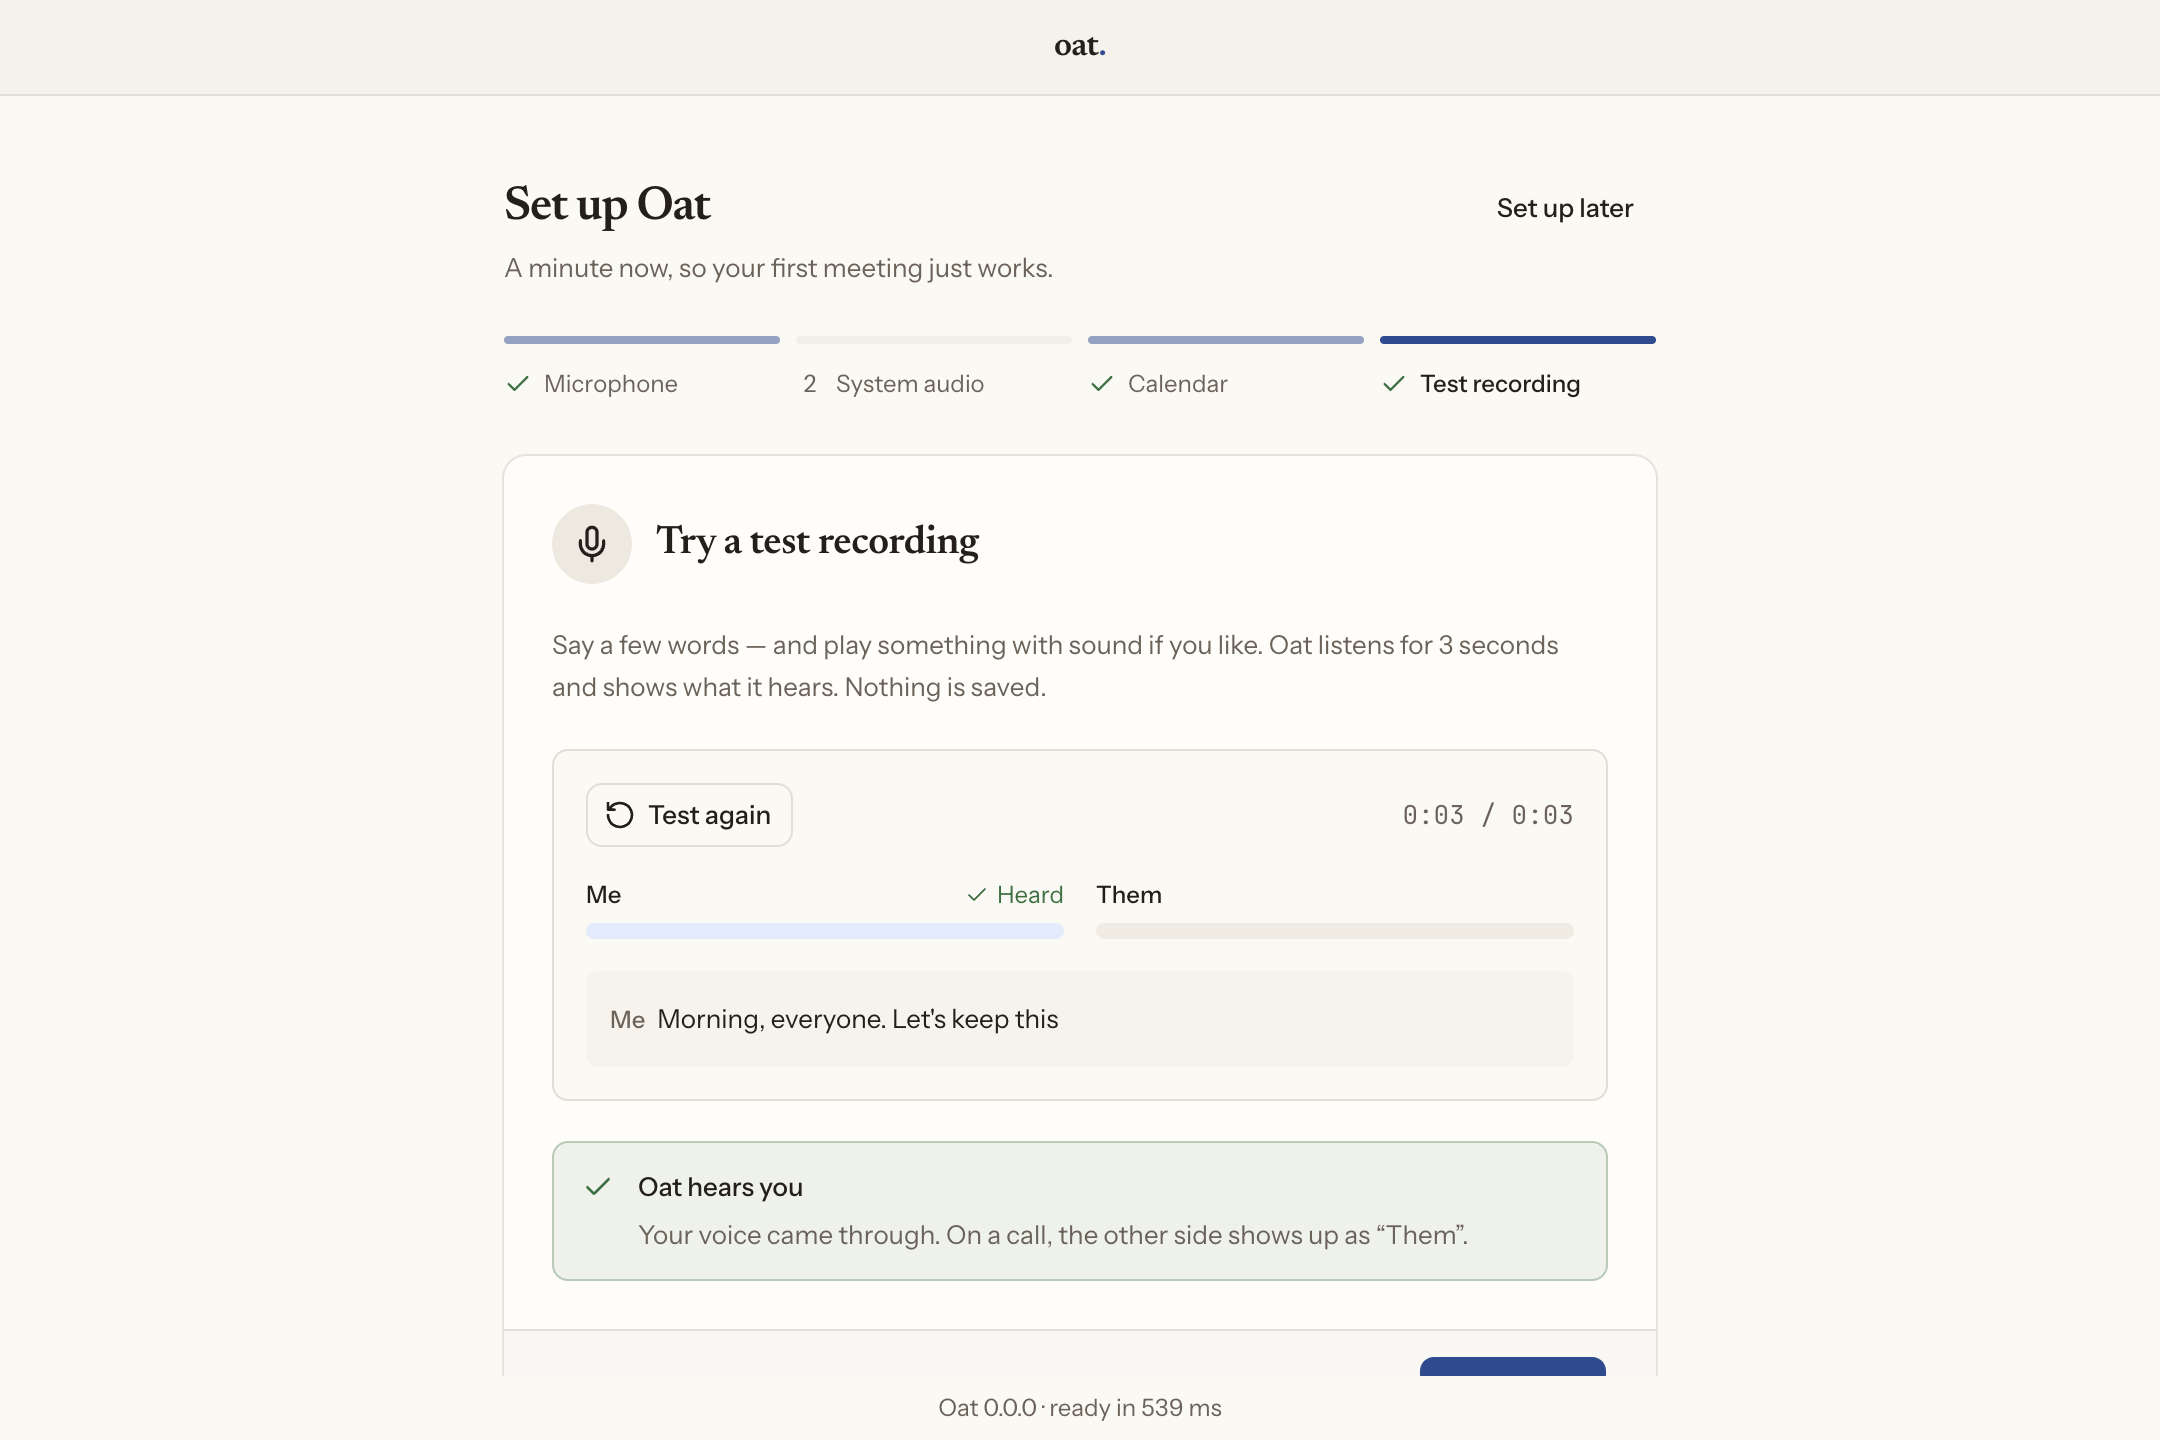 oat.
Set up Oat
Set up later
A minute now, so your first meeting just works.
Microphone
2 System audio
Calendar
Test recording
Try a test recording
Say a few words — and play something with sound if you like. Oat listens for 3 seconds
and shows what it hears. Nothing is saved.
Test again
0:03 / 0:03
Me
Heard
Them
Me Morning, everyone. Let's keep this
Oat hears you
Your voice came through. On a call, the other side shows up as “Them”.
Oat 0.0.0 · ready in 539 ms